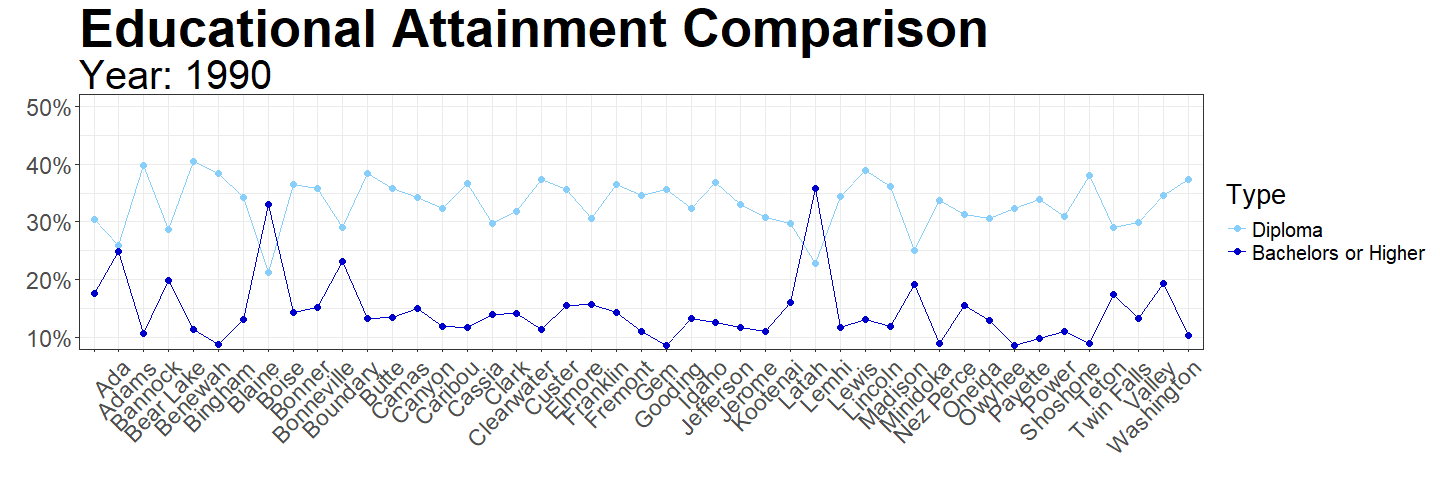 Educational Attainment Comparison
Year: 1990
50%
40%
30%
20%
10%
Type
Diploma
Bachelors or Higher
Ada
Adams
Bannock
Bear Lake
Benewah
Bingham
Blaine
Boise
Bonner
Bonneville
Boundary
Butte
Camas
Canyon
Caribou
Cassia
Clark
Clearwater
Custer
Elmore
Franklin
Fremont
Gem
Gooding
Idaho
Jefferson
Jerome
Kootenai
Latah
Lemhi
Lewis
Lincoln
Madison
Minidoka
Nez Perce
Oneida
Owyhee
Payette
Power
Shoshone
Teton
Twin Falls
Valley
Washington